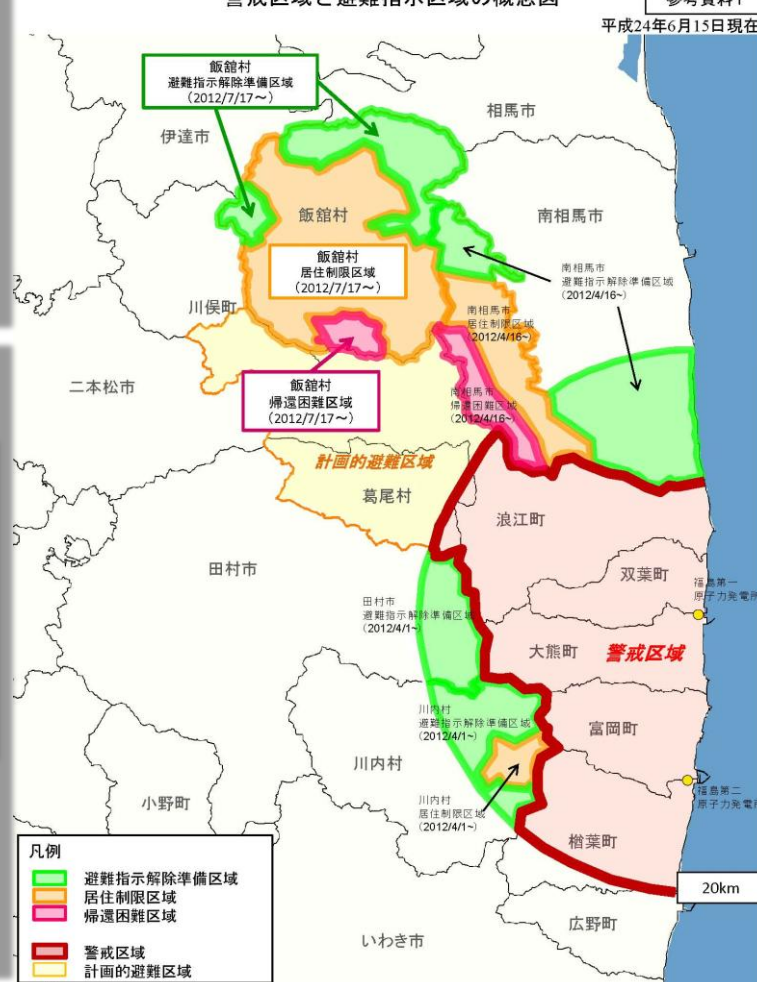 警戒区域と避難指示区域の概念図
参考資料1
平成24年6月15日現在
飯舘村
避難指示解除準備区域
(2012/7/17～)
相馬市
伊達市
飯舘村
南相馬市
飯舘村
居住制限区域
(2012/7/17～)
南相馬市
避難指示解除準備区域
(2012/4/16~)
川俣町
南相馬市
居住制限区域
(2012/4/16~)
二本松市
飯舘村
帰還困難区域
(2012/7/17～)
南相馬市
帰還困難区域
(2012/4/16~)
計画的避難区域
葛尾村
浪江町
田村市
双葉町
福島第一
原子力発電所
田村市
避難指示解除準備区域
(2012/4/1~)
大熊町
警戒区域
川内村
避難指示解除準備区域
(2012/4/1~)
富岡町
川内村
福島第二
原子力発電所
小野町
川内村
居住制限区域
(2012/4/1~)
楢葉町
20km
広野町
いわき市
凡例
避難指示解除準備区域
居住制限区域
帰還困難区域
警戒区域
計画的避難区域